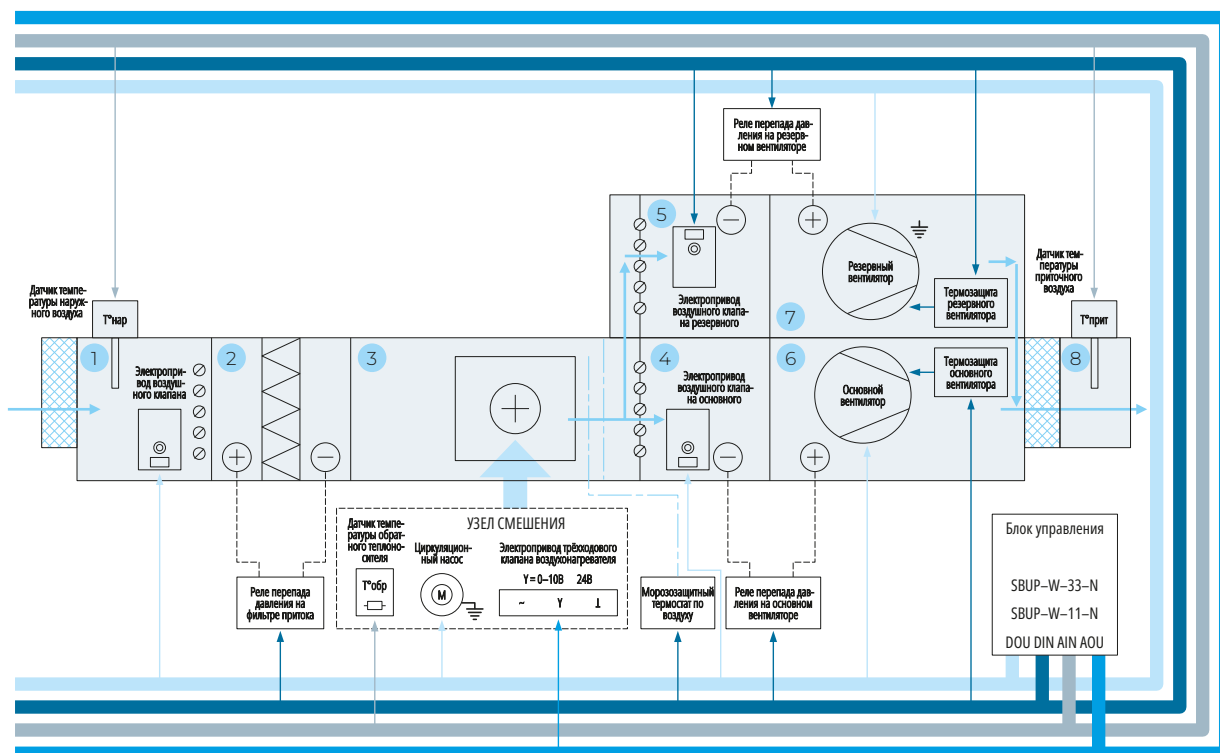 Реле перепада дав-
ления на резерв-
ном вентиляторе
5
Электропривод
воздушного клапа-
на резервного
Резервный
вентилятор
Термозащита
резервного
вентилятора
7
Датчик тем-
пературы
приточного
воздуха
T°прит
Датчик темпе-
ратуры наруж-
ного воздуха
T°нар
1
Электропри-
вод воздуш-
ного клапана
2
3
4
Электропривод
воздушного клапа-
на основного
6
Основной
вентилятор
Термозащита
основного
вентилятора
8
УЗЕЛ СМЕШЕНИЯ
Датчик темпе-
ратуры обрат-
ного теплоно-
сителя
T°обр
Циркуляцион-
ный насос
M
Электропривод трёхходового
клапана воздухонагревателя
Y = 0–10В 24В
~ Y ⊥
Реле перепада
давления на
фильтре притока
Морозозащитный
термостат по
воздуху
Реле перепада дав-
ления на основном
вентиляторе
Блок управления
SBUP–W–33–N
SBUP–W–11–N
DOU DIN AIN AOU